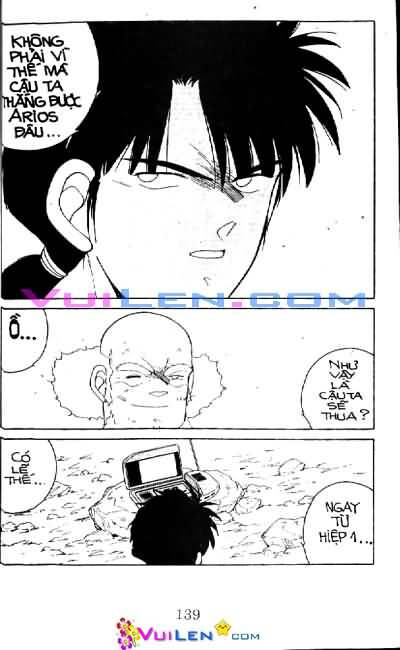 KHÔNG
PHẢI VÌ
THẾ MÀ
CẬU TA
THẮNG ĐƯỢC
ARIOS
ĐÂU...
VuiLen.com
Ồ...
NHƯ
VẬY
LÀ
CẬU TA
SẼ
THUA?
CÓ
LẼ
THẾ...
NGAY
TỪ
HIỆP 1...
139
VuiLen.com